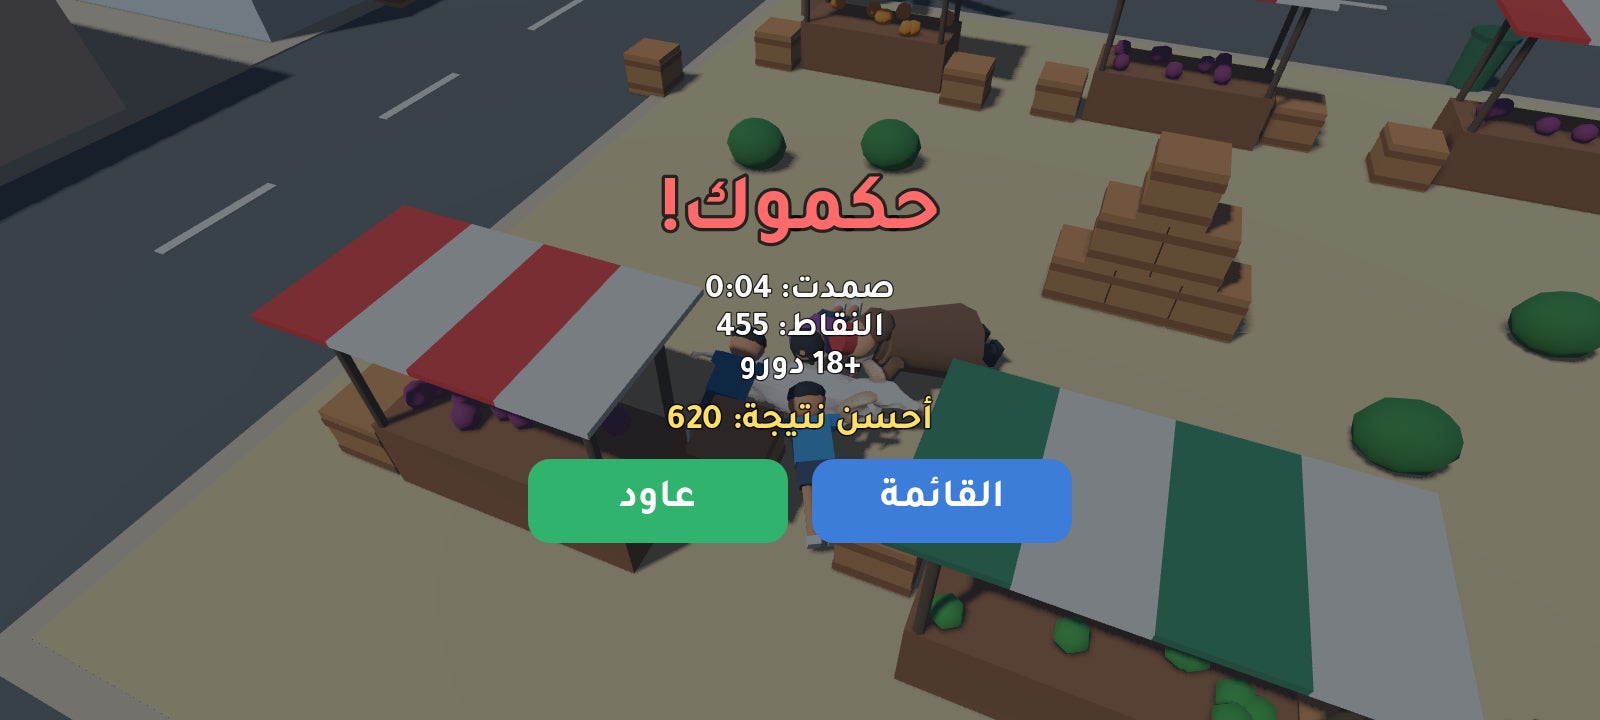 حكموك!
صمدت: 0:04
النقاط: 455
+18 دورو
أحسن نتيجة: 620
القائمة
عاود